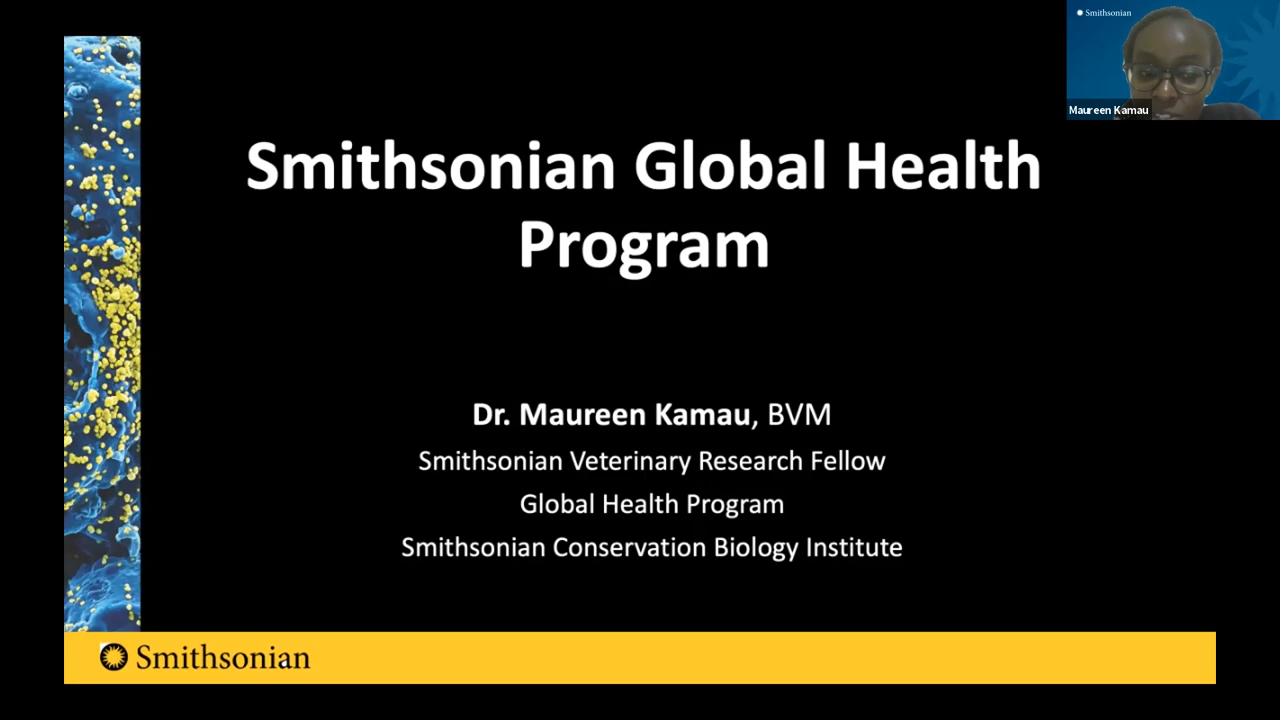 Smithsonian
Maureen Kamau
Smithsonian Global Health
Program
Dr. Maureen Kamau, BVM
Smithsonian Veterinary Research Fellow
Global Health Program
Smithsonian Conservation Biology Institute
Smithsonian